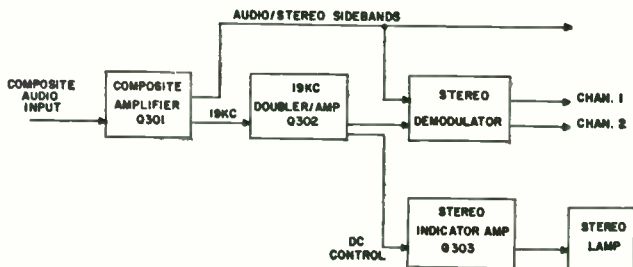 AUDIO/STEREO SIDEBANDS
COMPOSITE
AUDIO
INPUT
COMPOSITE
AMPLIFIER
Q301
19KC
19KC
DOUBLER/AMP
Q302
STEREO
DEMODULATOR
CHAN. 1
CHAN. 2
DC
CONTROL
STEREO
INDICATOR AMP
Q303
STEREO
LAMP